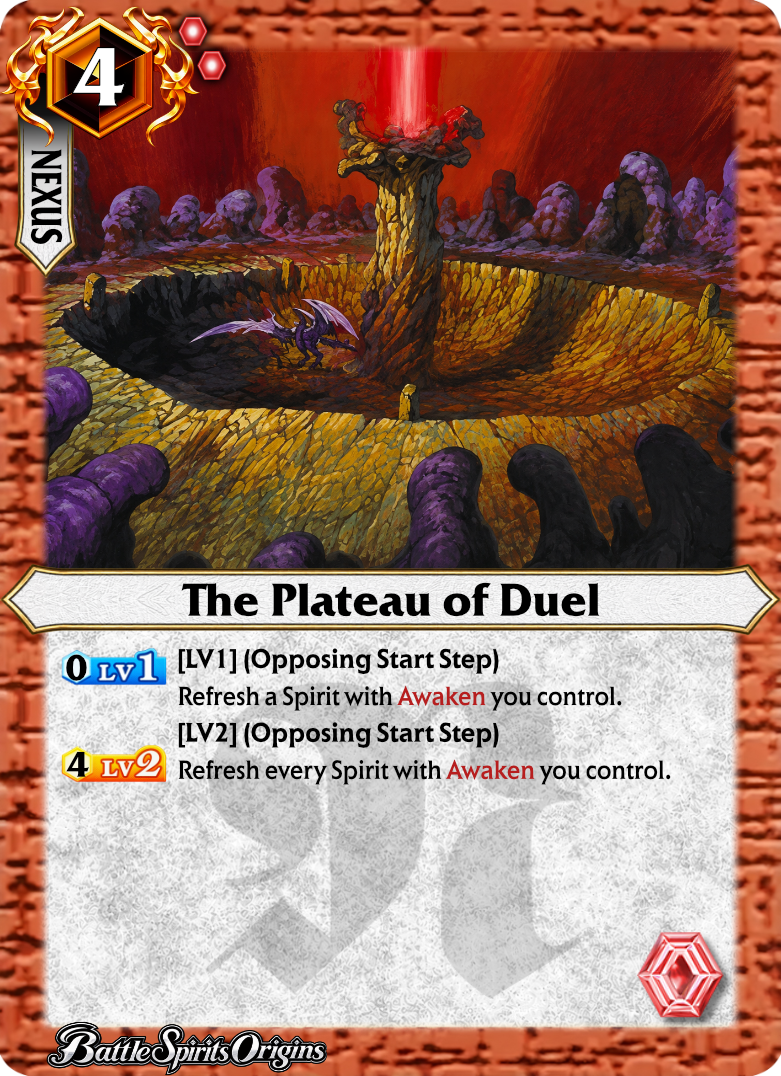 4
NEXUS
The Plateau of Duel
0 LV1
[LV1] (Opposing Start Step)
Refresh a Spirit with Awaken you control.
[LV2] (Opposing Start Step)
4 LV2
Refresh every Spirit with Awaken you control.
Battle Spirits Origins